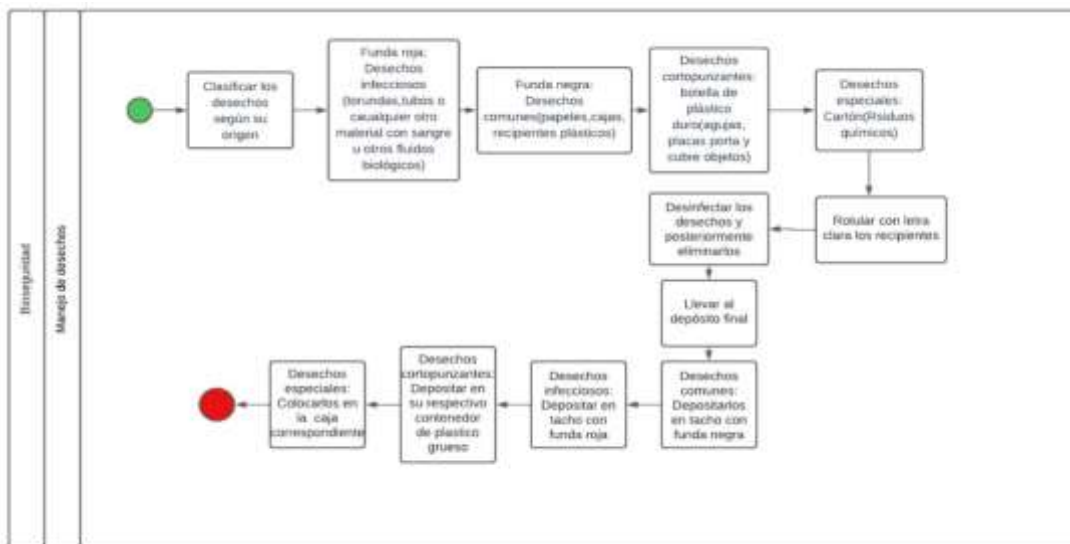 Bioseguridad
Manejo de desechos
Clasificar los
desechos
según su
origen
Funda roja:
Desechos
infecciosos
(torundas,tubos o
caualquier otro
material con sangre
u otros fluidos
biológicos)
Funda negra:
Desechos
comunes(papeles,cajas,
recipientes plásticos)
Desechos
cortopunzantes:
botella de
plástico
duro(agujas,
placas porta y
cubre objetos)
Desechos
especiales:
Cartón(Rsiduos
químicos)
Rotular con letra
clara los recipientes
Desinfectar los
desechos y
posteriormente
eliminarlos
Llevar al
depósito final
Desechos
comunes:
Depositarlos
en tacho con
funda negra
Desechos
infecciosos:
Depositar en
tacho con
funda roja
Desechos
cortopunzantes:
Depositar en
su respectivo
contenedor
de plastico
grueso
Desechos
especiales:
Colocarlos en
la caja
correspondiente